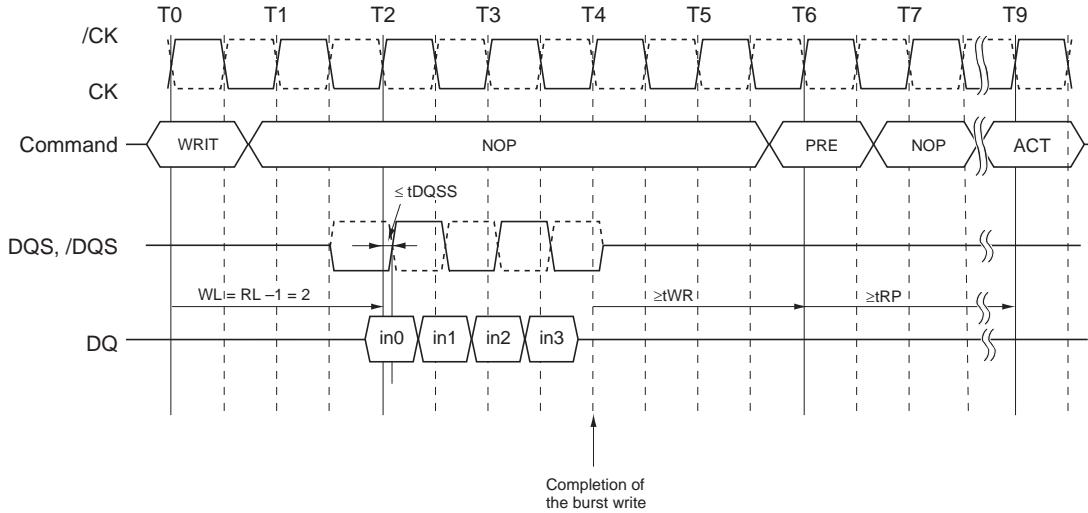 T0 T1 T2 T3 T4 T5 T6 T7 T9
/CK
CK
Command WRIT NOP PRE NOP ACT
≤ tDQSS
DQS, /DQS
WL = RL –1 = 2 ≥tWR ≥tRP
DQ in0 in1 in2 in3
Completion of
the burst write